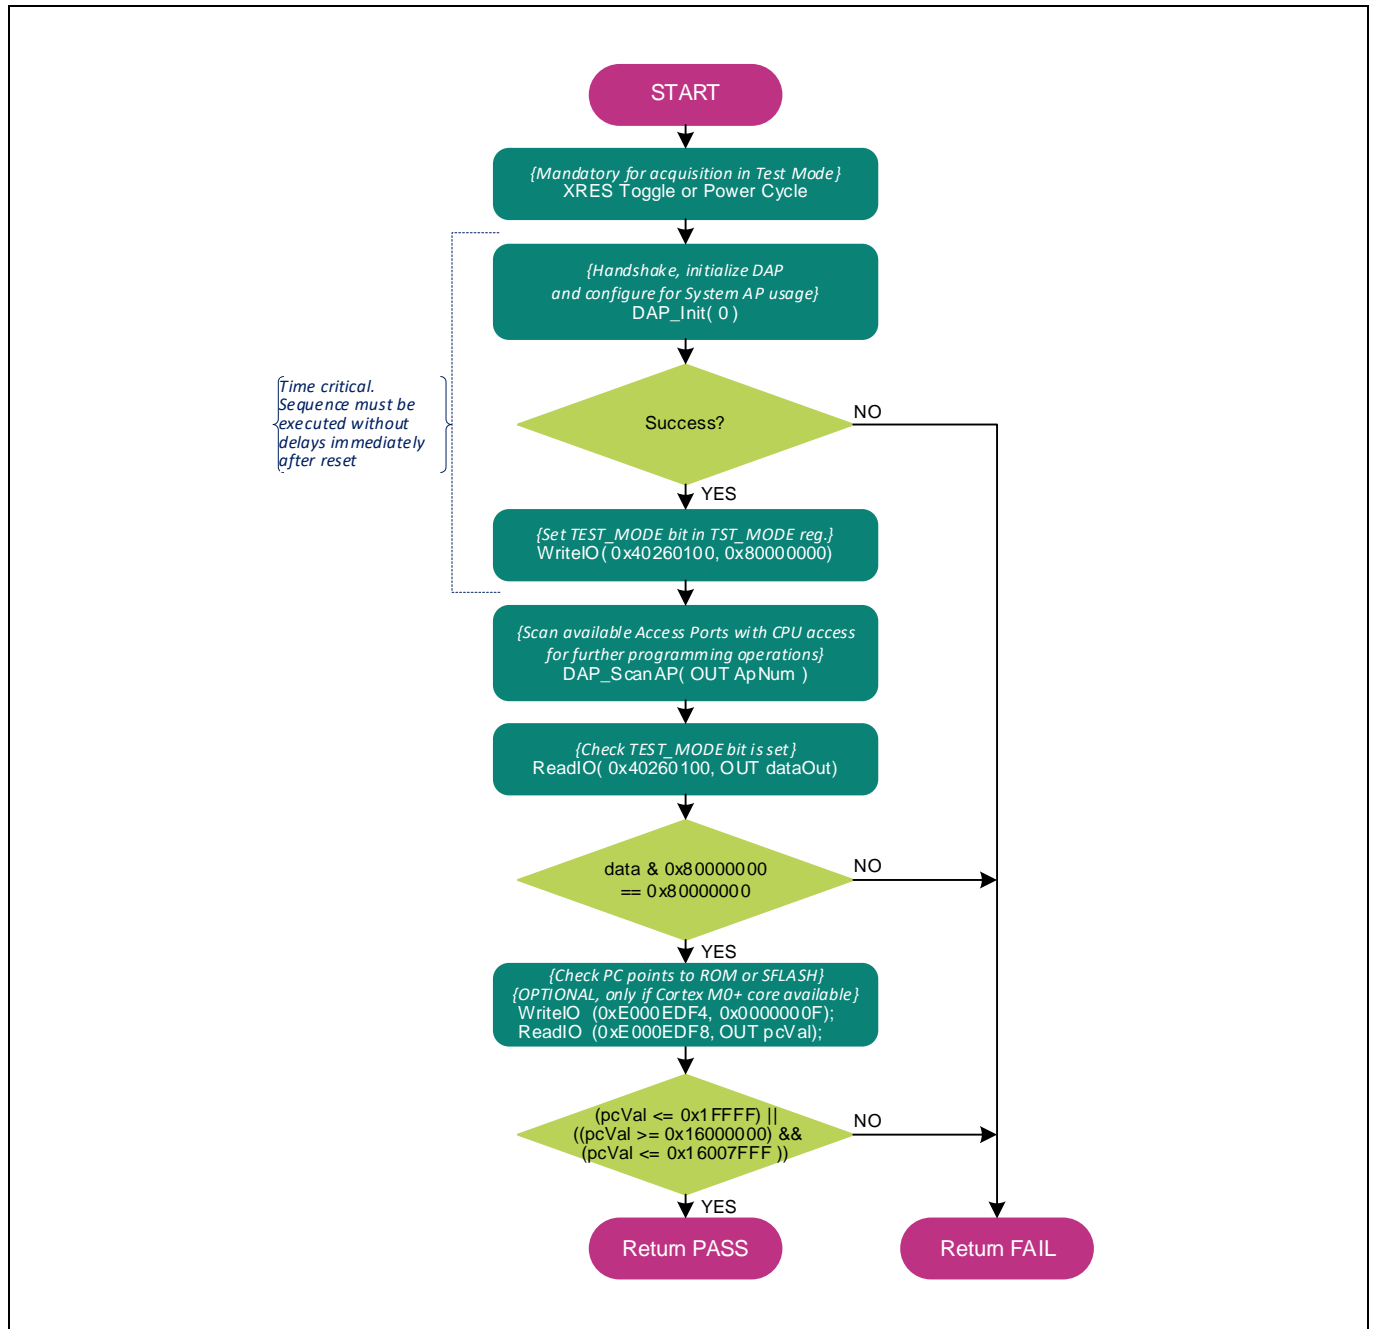 START
{Mandatory for acquisition in Test Mode}
XRES Toggle or Power Cycle
{Handshake, initialize DAP
and configure for System AP usage}
DAP_Init( 0 )
Time critical.
Sequence must be
executed without
delays immediately
after reset
Success?
NO
YES
{Set TEST_MODE bit in TST_MODE reg.}
WriteIO( 0x40260100, 0x80000000)
{Scan available Access Ports with CPU access
for further programming operations}
DAP_ScanAP( OUT ApNum )
{Check TEST_MODE bit is set}
ReadIO( 0x40260100, OUT dataOut)
data & 0x80000000
== 0x80000000
NO
YES
{Check PC points to ROM or SFLASH}
{OPTIONAL, only if Cortex M0+ core available}
WriteIO (0xE000EDF4, 0x0000000F);
ReadIO (0xE000EDF8, OUT pcVal);
(pcVal <= 0x1FFFF) ||
((pcVal >= 0x16000000) &&
(pcVal <= 0x16007FFF ))
NO
YES
Return PASS
Return FAIL